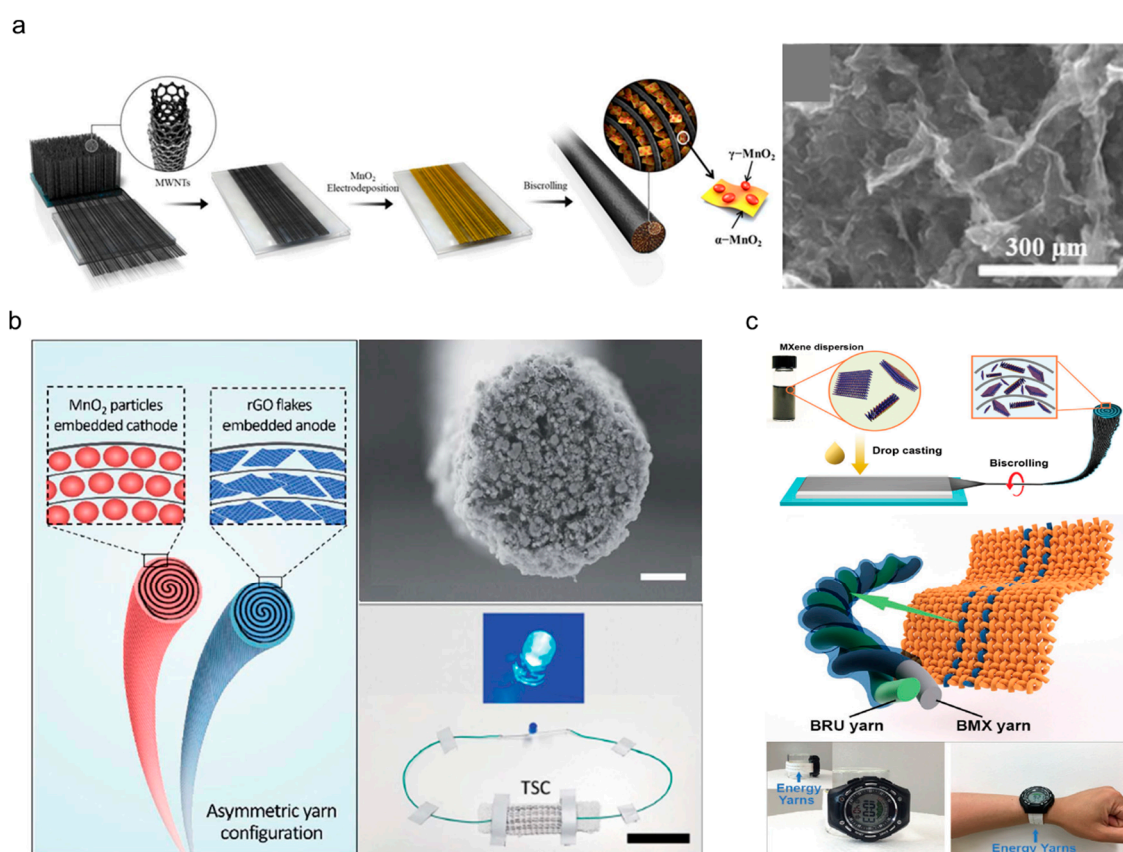 a
MWNTs
MnO₂
Electrodeposition
Biscrolling
γ−MnO₂
α−MnO₂
300 μm
b
MnO₂ particles
embedded cathode
rGO flakes
embedded anode
Asymmetric yarn
configuration
TSC
c
MXene dispersion
Drop casting
Biscrolling
BRU yarn
BMX yarn
Energy
Yarns
Energy Yarns